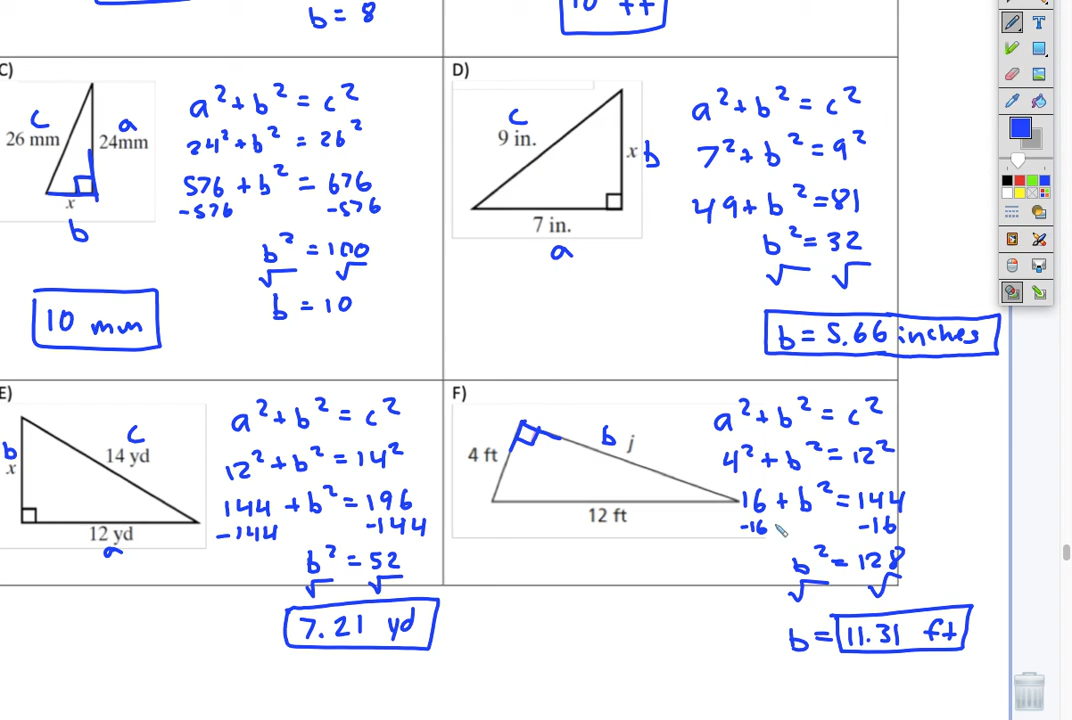 b = 8
10 ft
C)
c
26 mm
a
24mm
x
b
a² + b² = c²
24² + b² = 26²
576 + b² = 676
-576 -576
b² = 100
√ √
b = 10
10 mm
D)
c
9 in.
x b
7 in.
a
a² + b² = c²
7² + b² = 9²
49 + b² = 81
b² = 32
√ √
b = 5.66 inches
E)
b
x
c
14 yd
12 yd
a
a² + b² = c²
12² + b² = 14²
144 + b² = 196
-144 -144
b² = 52
√ √
7.21 yd
F)
4 ft
b j
12 ft
a² + b² = c²
4² + b² = 12²
16 + b² = 144
-16 -16
b² = 128
√ √
b = 11.31 ft
T